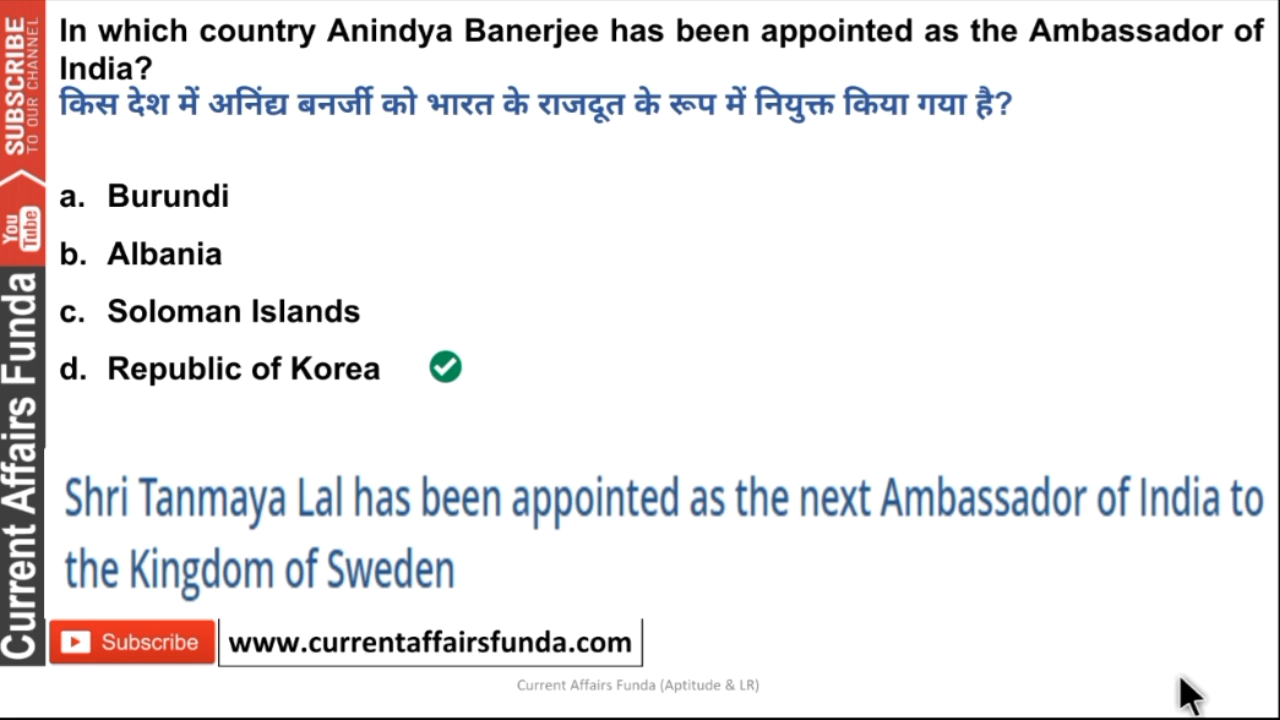 In which country Anindya Banerjee has been appointed as the Ambassador of
India?
किस देश में अनिंद्य बनर्जी को भारत के राजदूत के रूप में नियुक्त किया गया है?
a. Burundi
b. Albania
c. Soloman Islands
d. Republic of Korea
Shri Tanmaya Lal has been appointed as the next Ambassador of India to
the Kingdom of Sweden
Subscribe www.currentaffairsfunda.com
Current Affairs Funda (Aptitude & LR)
SUBSCRIBE
TO OUR CHANNEL
You
Tube
Current Affairs Funda